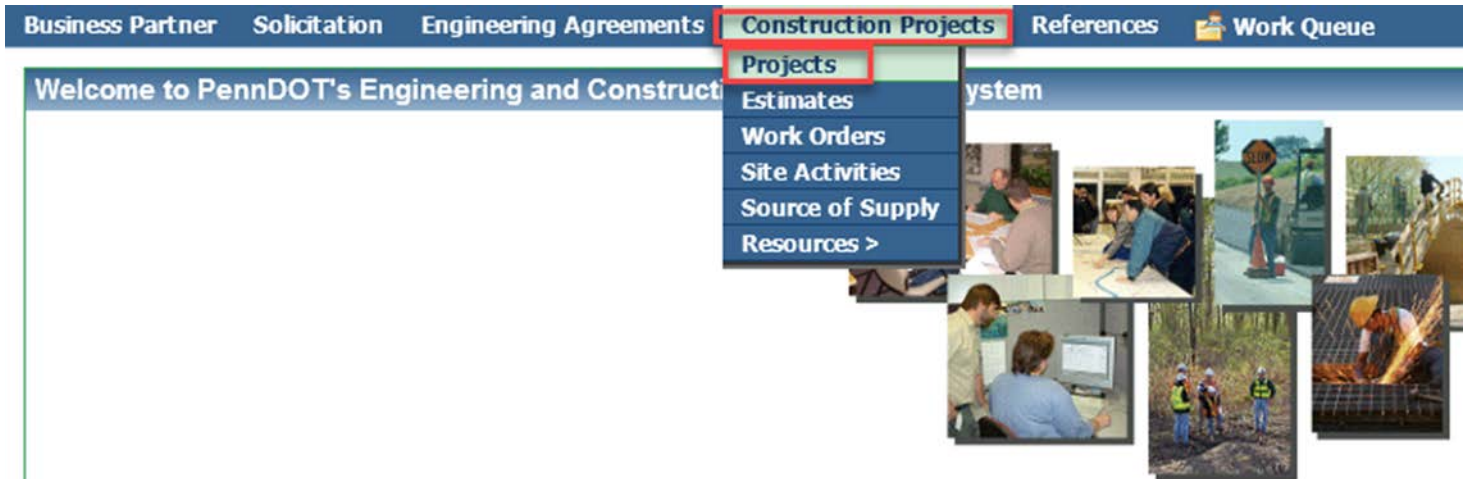 Business Partner Solicitation Engineering Agreements Construction Projects References Work Queue
Projects
Welcome to PennDOT's Engineering and Constructi ystem
Estimates
Work Orders
Site Activities
Source of Supply
Resources >
SLOW